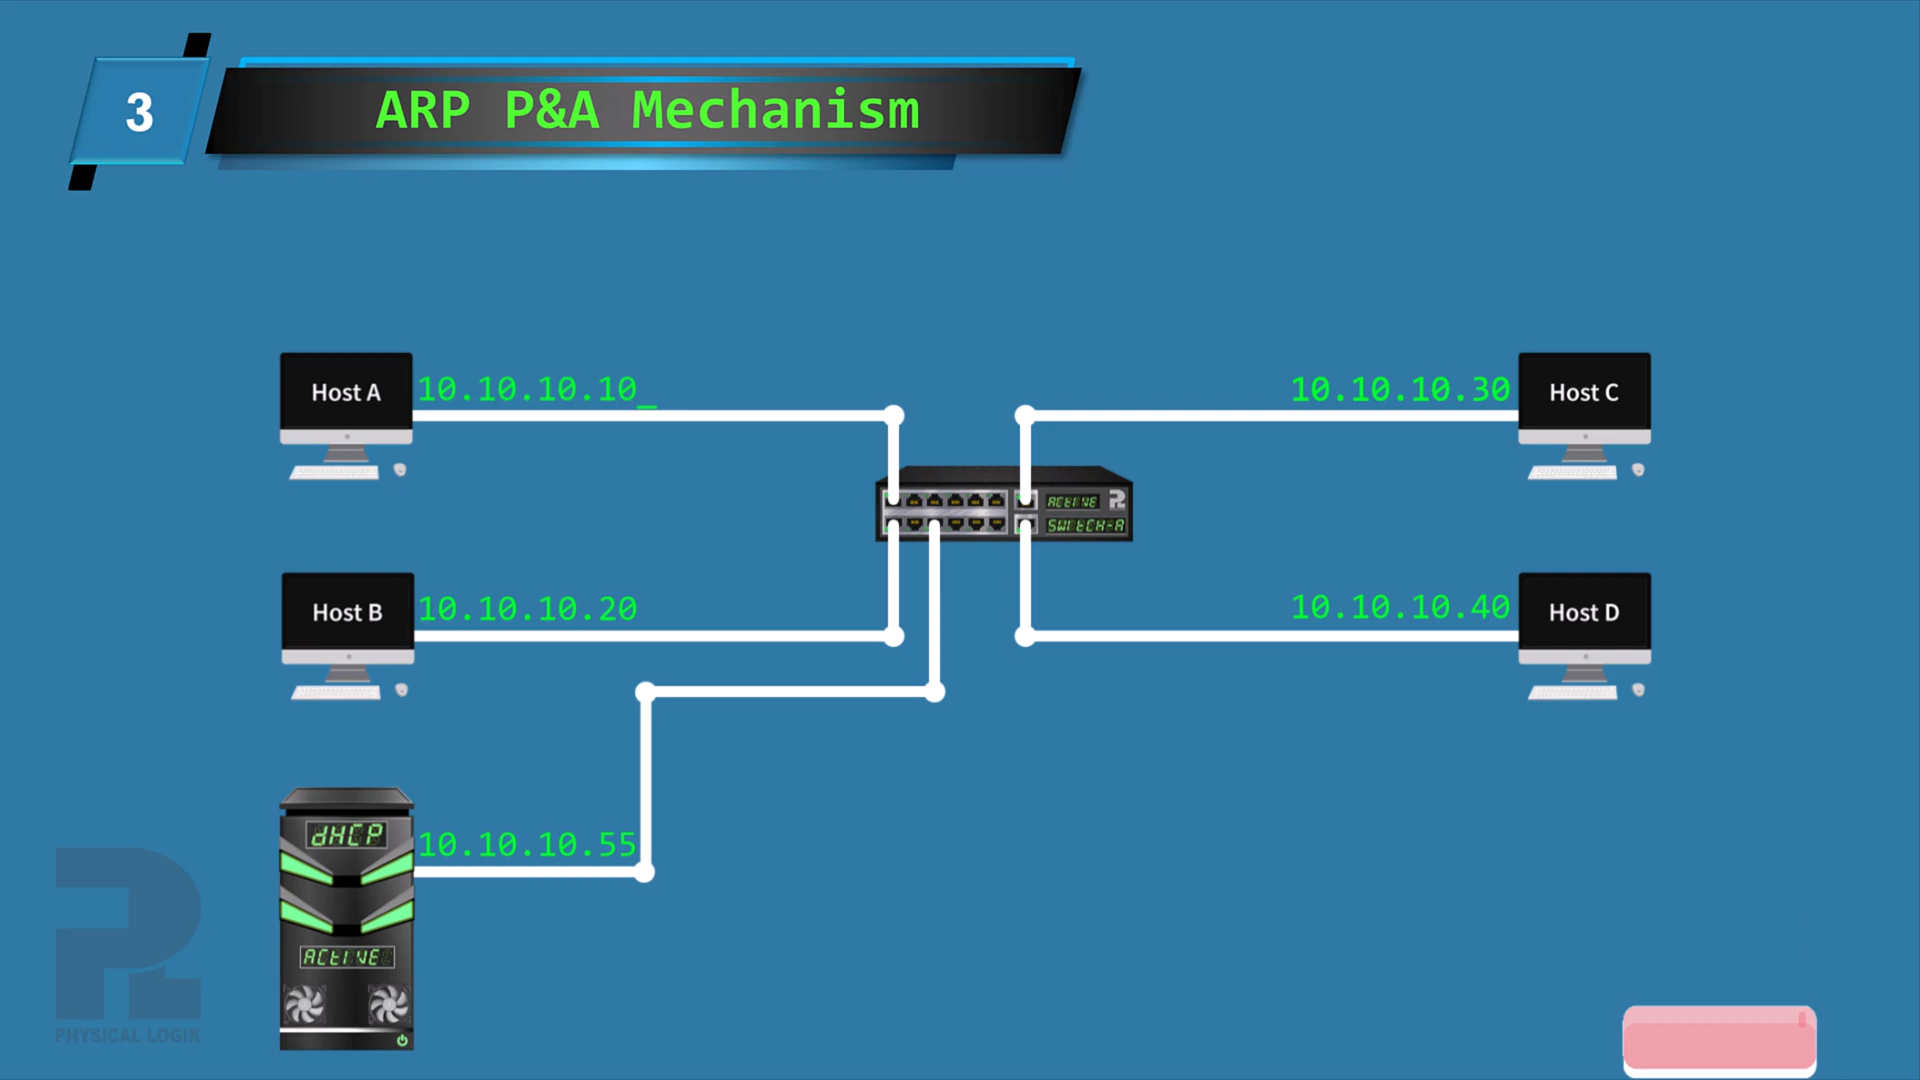 3
ARP P&A Mechanism
Host A
10.10.10.10_
10.10.10.30
Host C
ACTIVE
SWITCH-A
Host B
10.10.10.20
10.10.10.40
Host D
dHCP
10.10.10.55
ACTIVE
PHYSICAL LOGIK